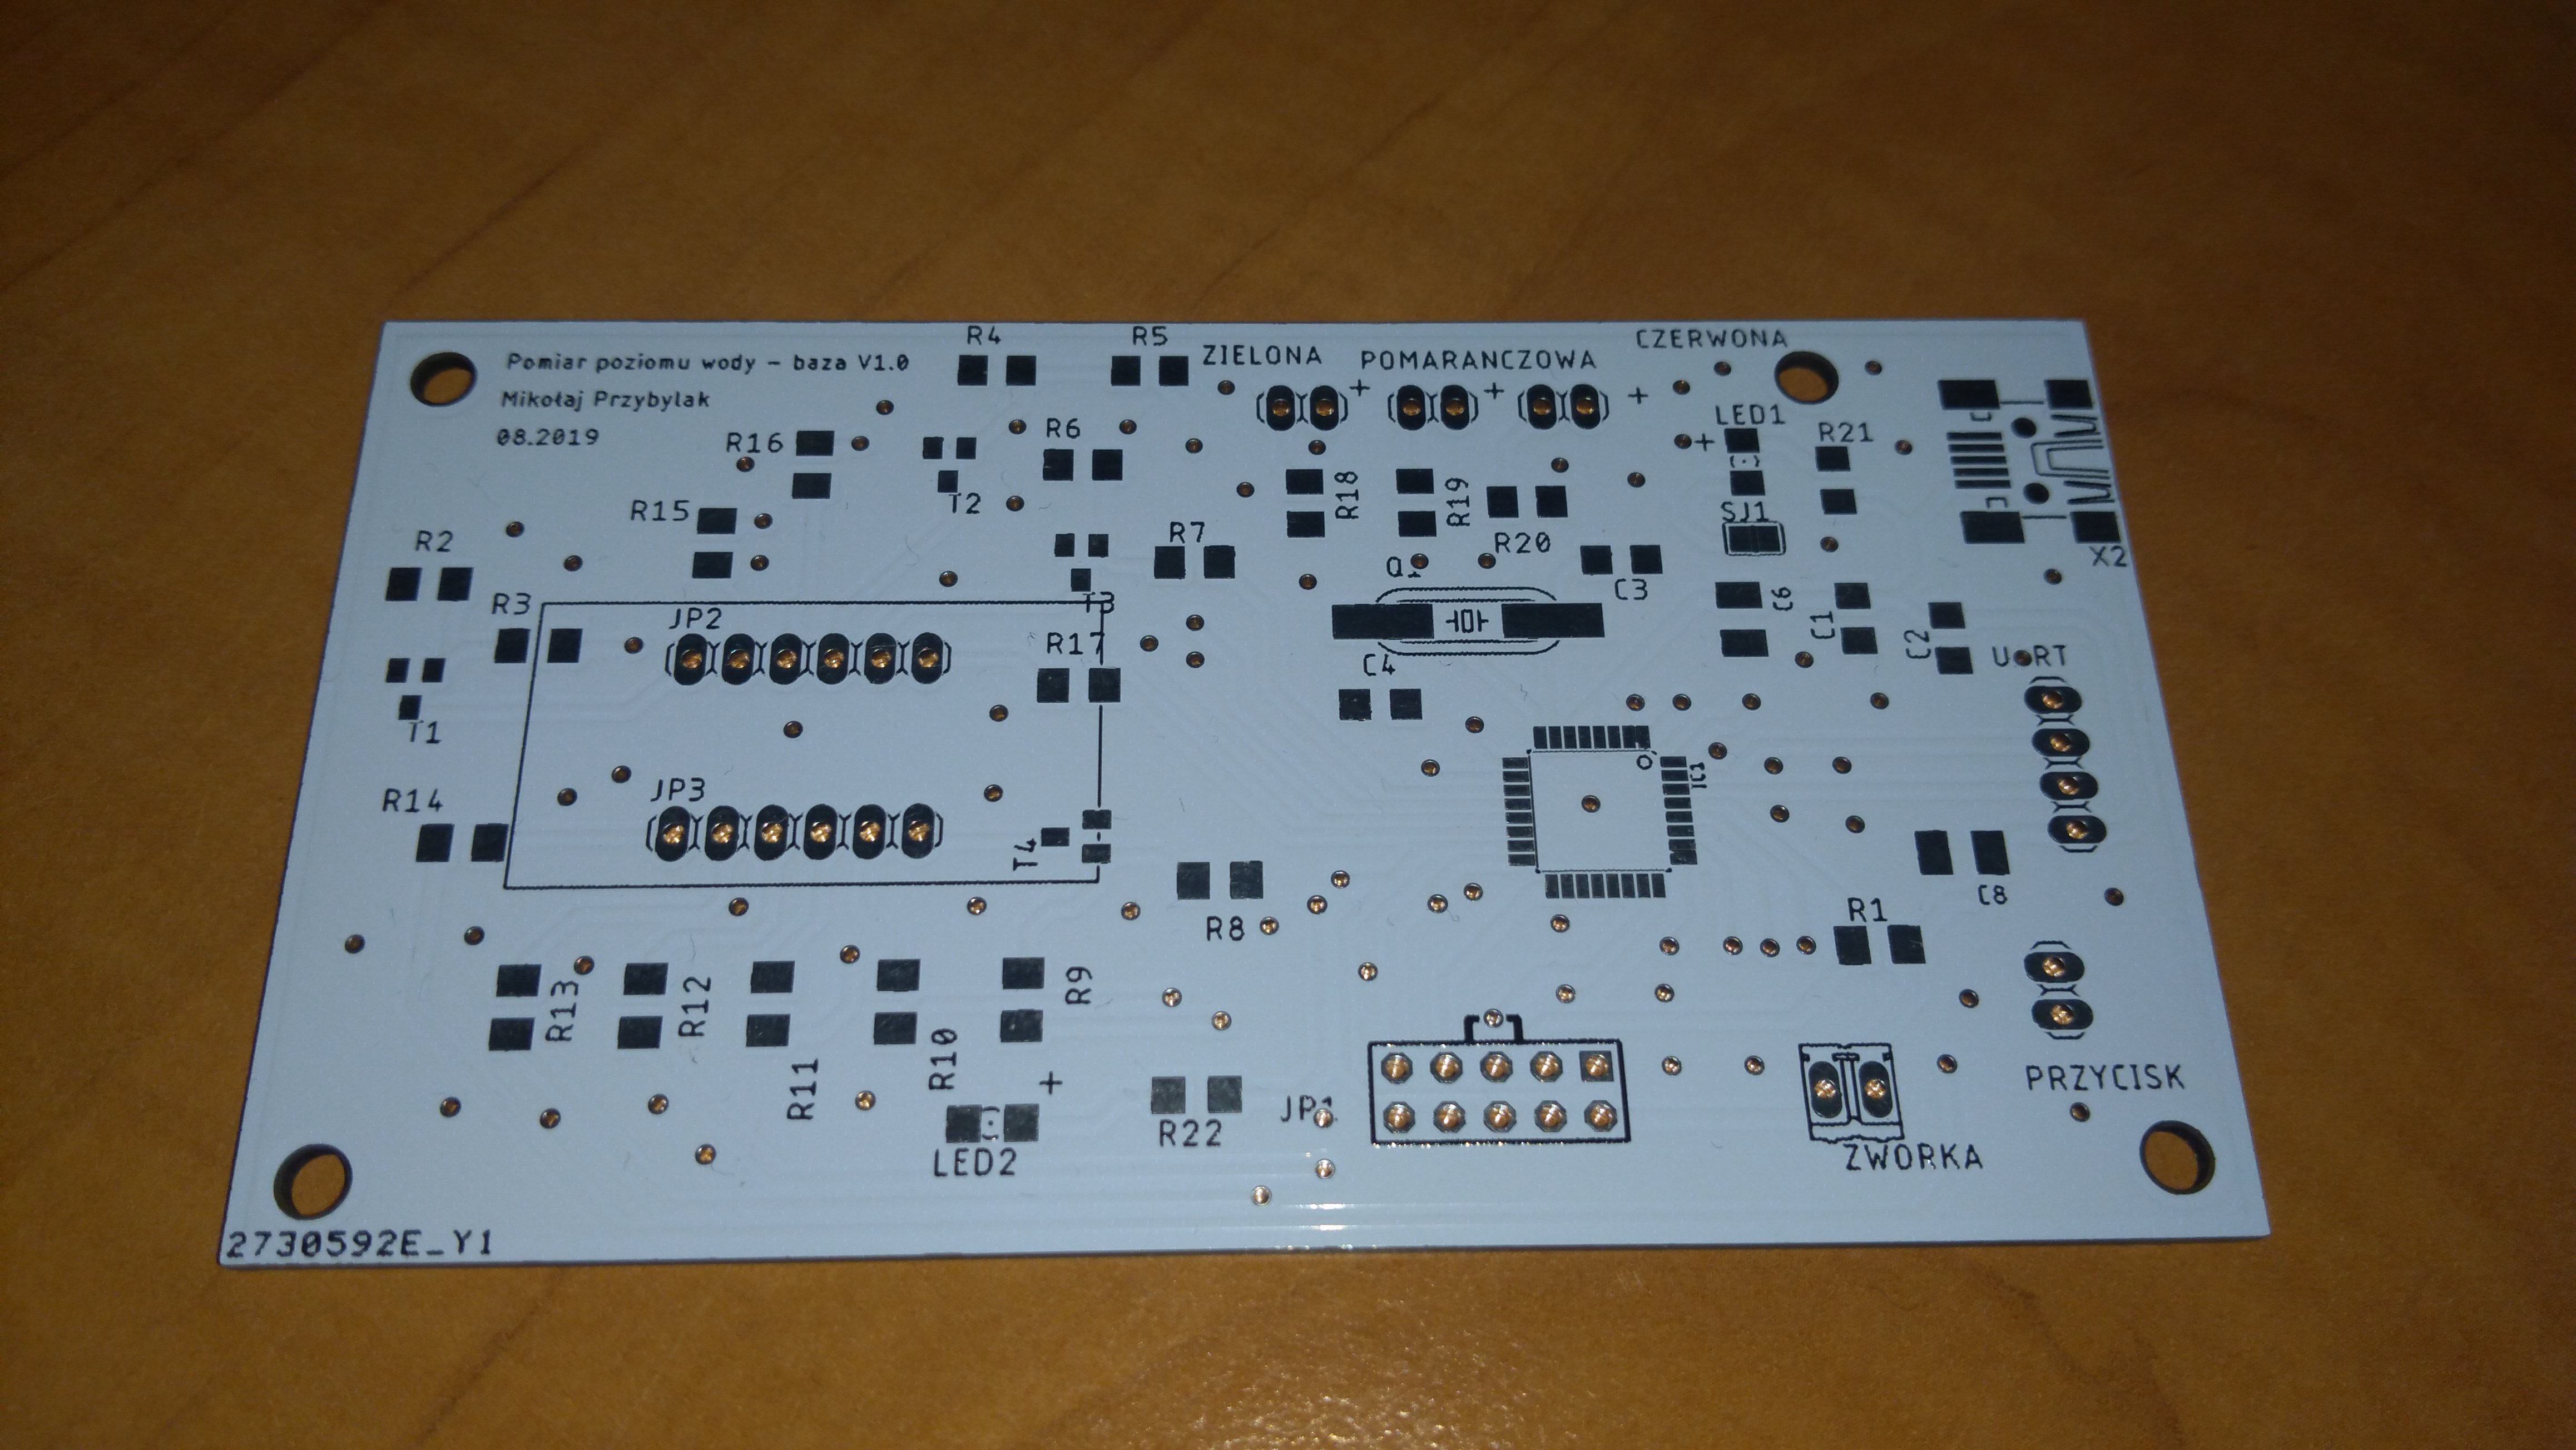 Pomiar poziomu wody - baza V1.0
Mikołaj Przybylak
08.2019
R4
R5
ZIELONA
POMARANCZOWA
CZERWONA
+
+
+
LED1
+
R21
R16
R6
T2
R15
R18
R19
R20
SJ1
X2
R2
R7
Q1
C3
R3
T3
JP2
R17
C4
C6
C1
C2
UART
T1
IC1
R14
JP3
T4
R8
C8
R1
R13
R12
R11
R10
R9
+
LED2
R22
JP1
PRZYCISK
ZWORKA
2730592E_Y1